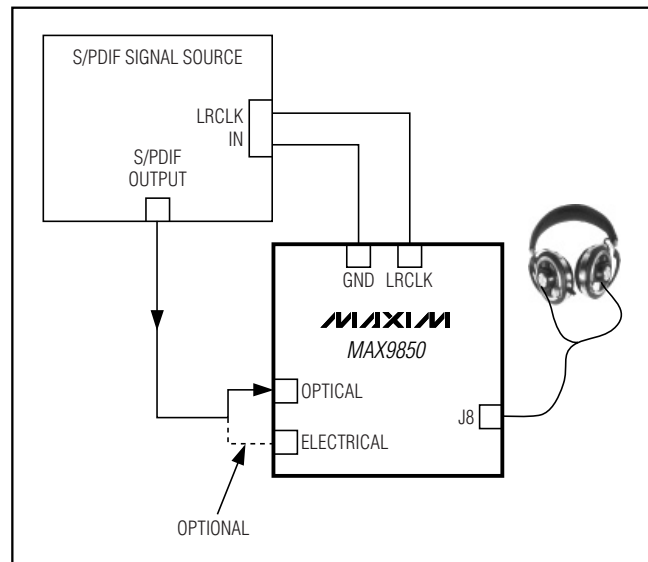 S/PDIF SIGNAL SOURCE
LRCLK
IN
S/PDIF
OUTPUT
GND
LRCLK
MAXIM
MAX9850
OPTICAL
J8
ELECTRICAL
OPTIONAL